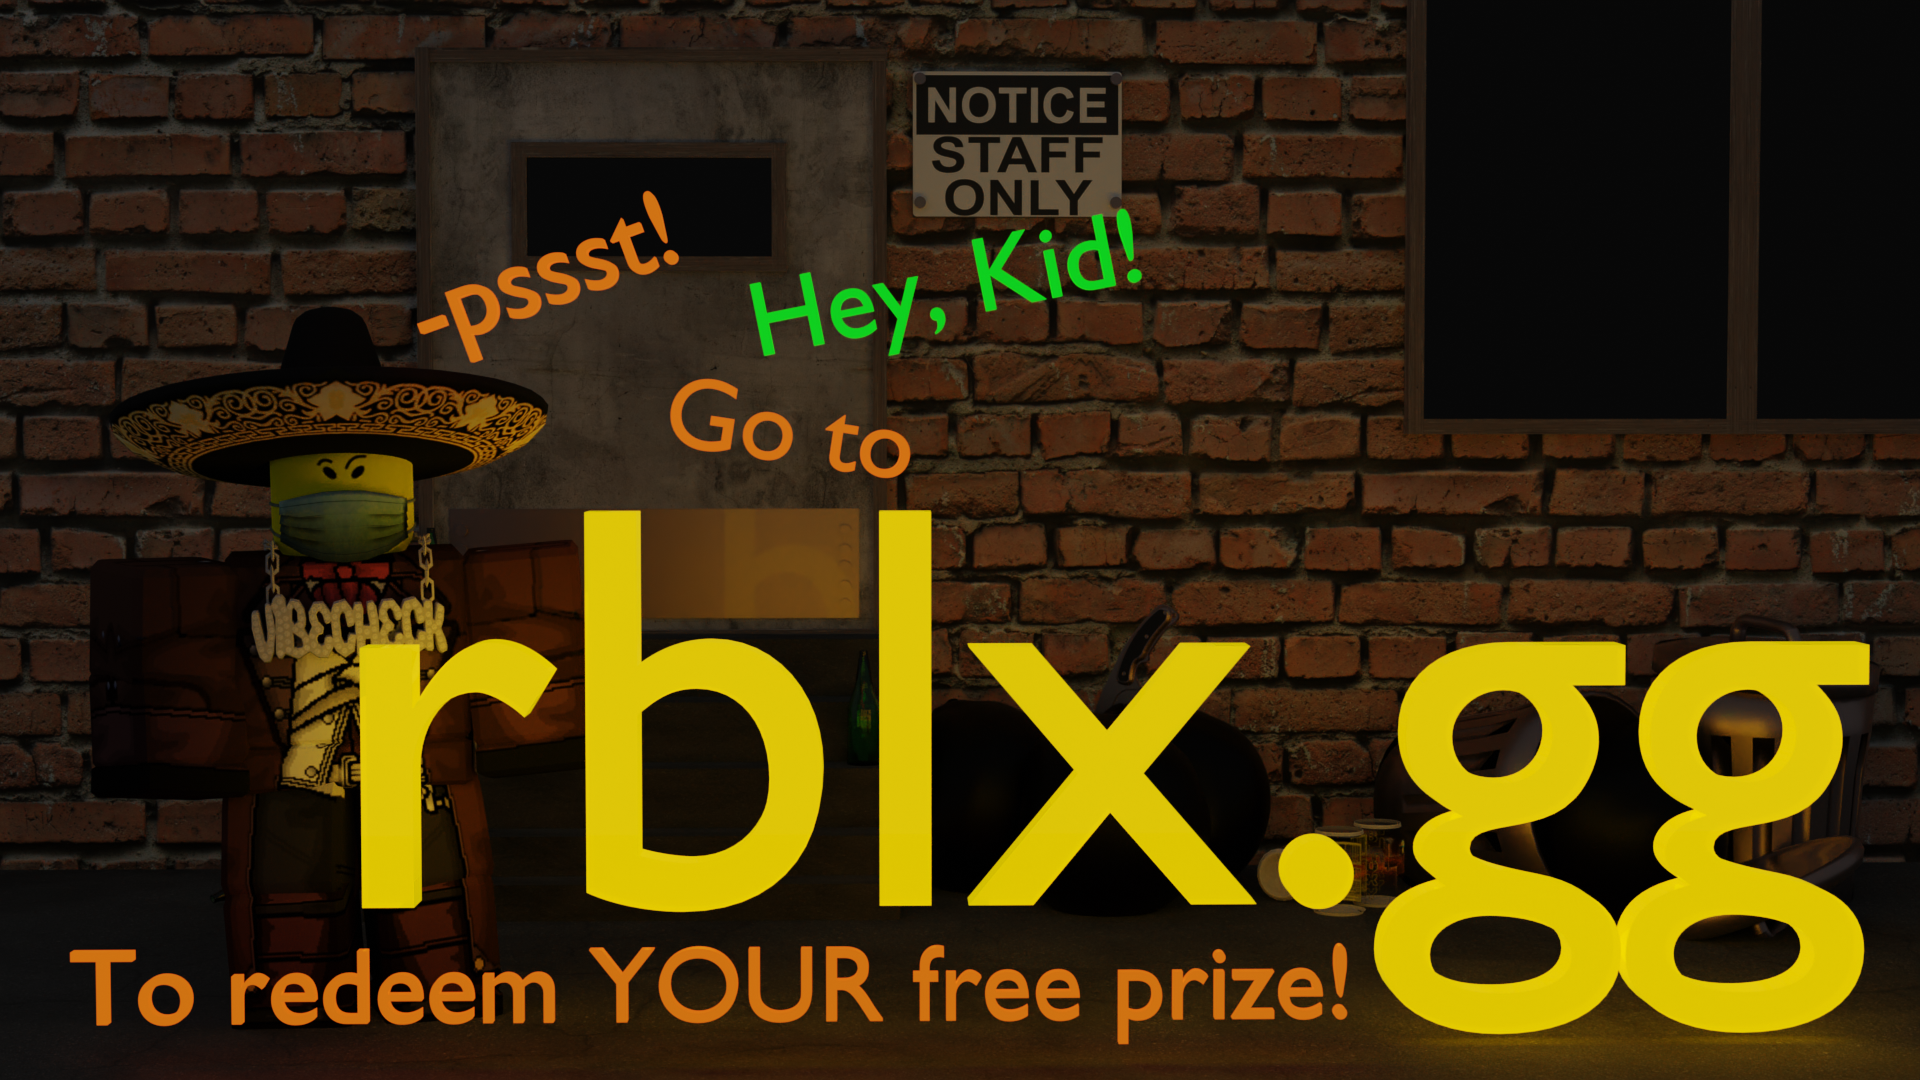 NOTICE
STAFF
ONLY
-pssst!
Hey, Kid!
Go to
VIBECHECK
rblx.gg
To redeem YOUR free prize!